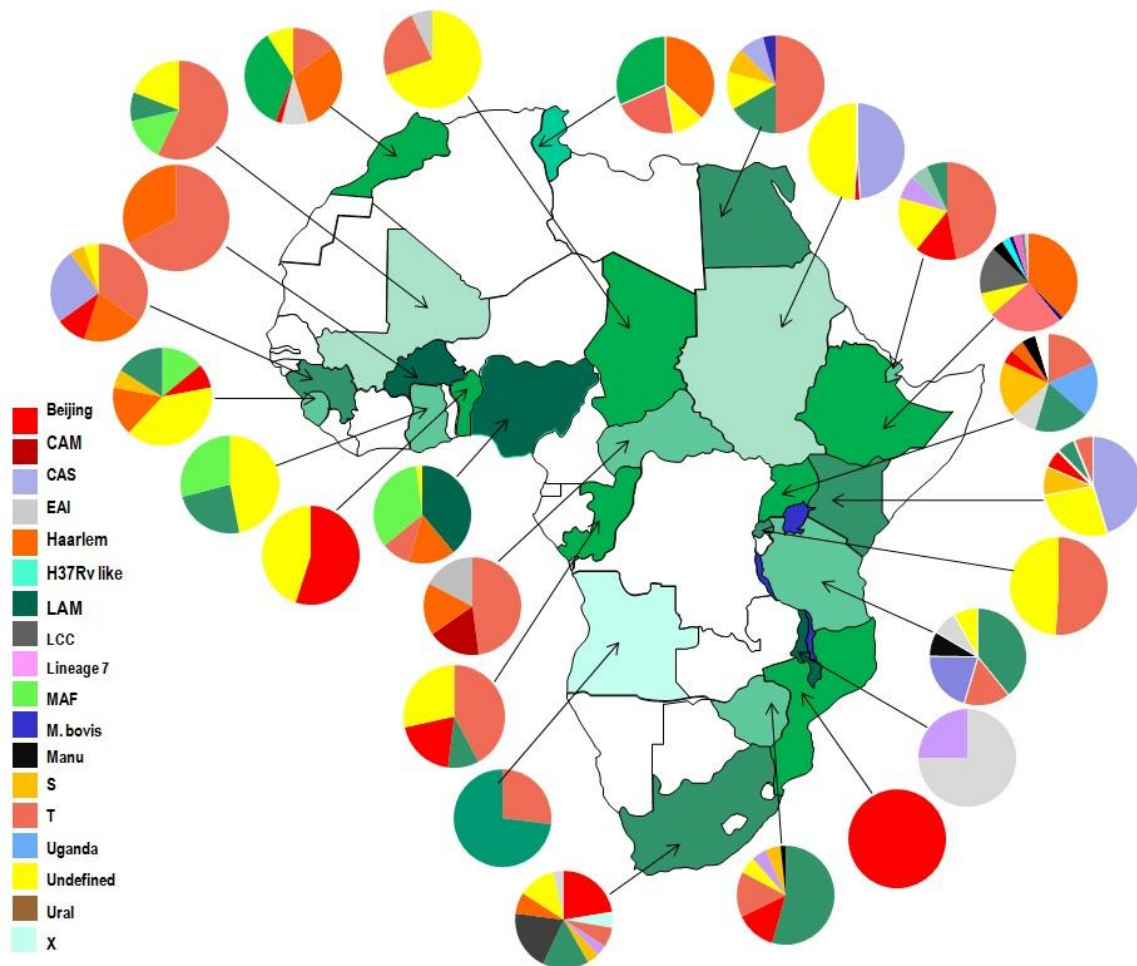 Beijing
CAM
CAS
EAI
Haarlem
H37Rv like
LAM
LCC
Lineage 7
MAF
M. bovis
Manu
S
T
Uganda
Undefined
Ural
X